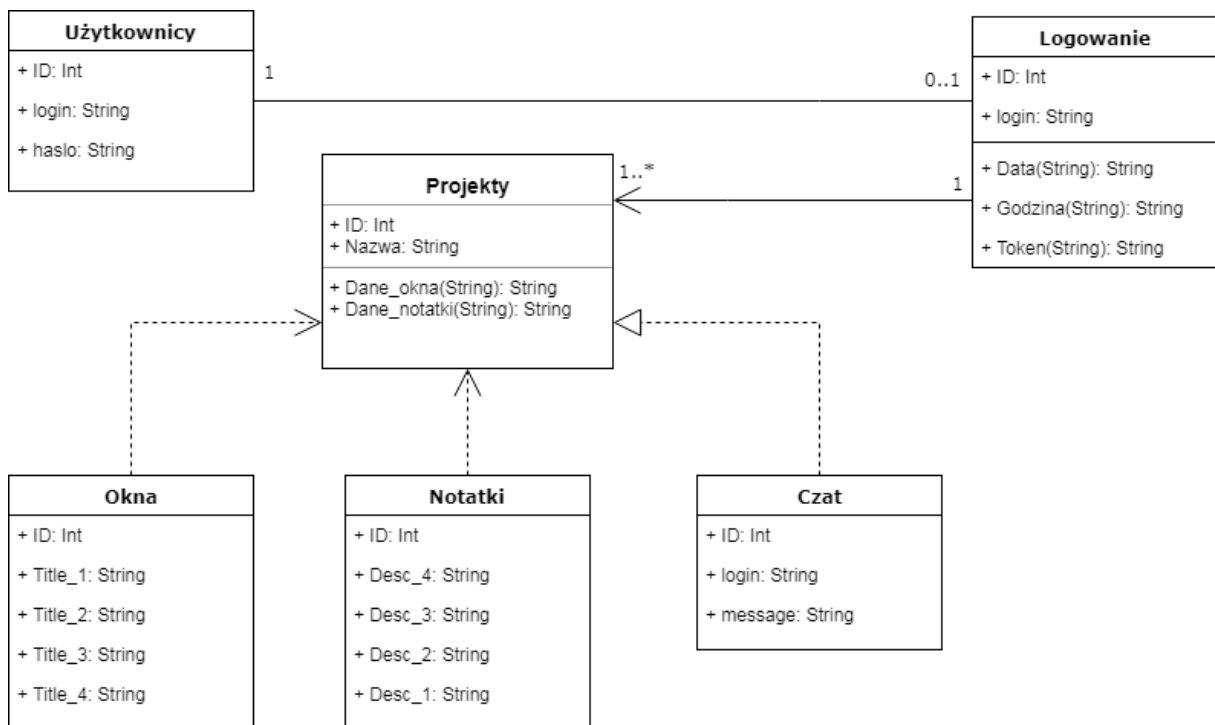 Użytkownicy
+ ID: Int
+ login: String
+ haslo: String
1
0..1
Logowanie
+ ID: Int
+ login: String
+ Data(String): String
+ Godzina(String): String
+ Token(String): String
1..*
1
Projekty
+ ID: Int
+ Nazwa: String
+ Dane_okna(String): String
+ Dane_notatki(String): String
Okna
+ ID: Int
+ Title_1: String
+ Title_2: String
+ Title_3: String
+ Title_4: String
Notatki
+ ID: Int
+ Desc_4: String
+ Desc_3: String
+ Desc_2: String
+ Desc_1: String
Czat
+ ID: Int
+ login: String
+ message: String